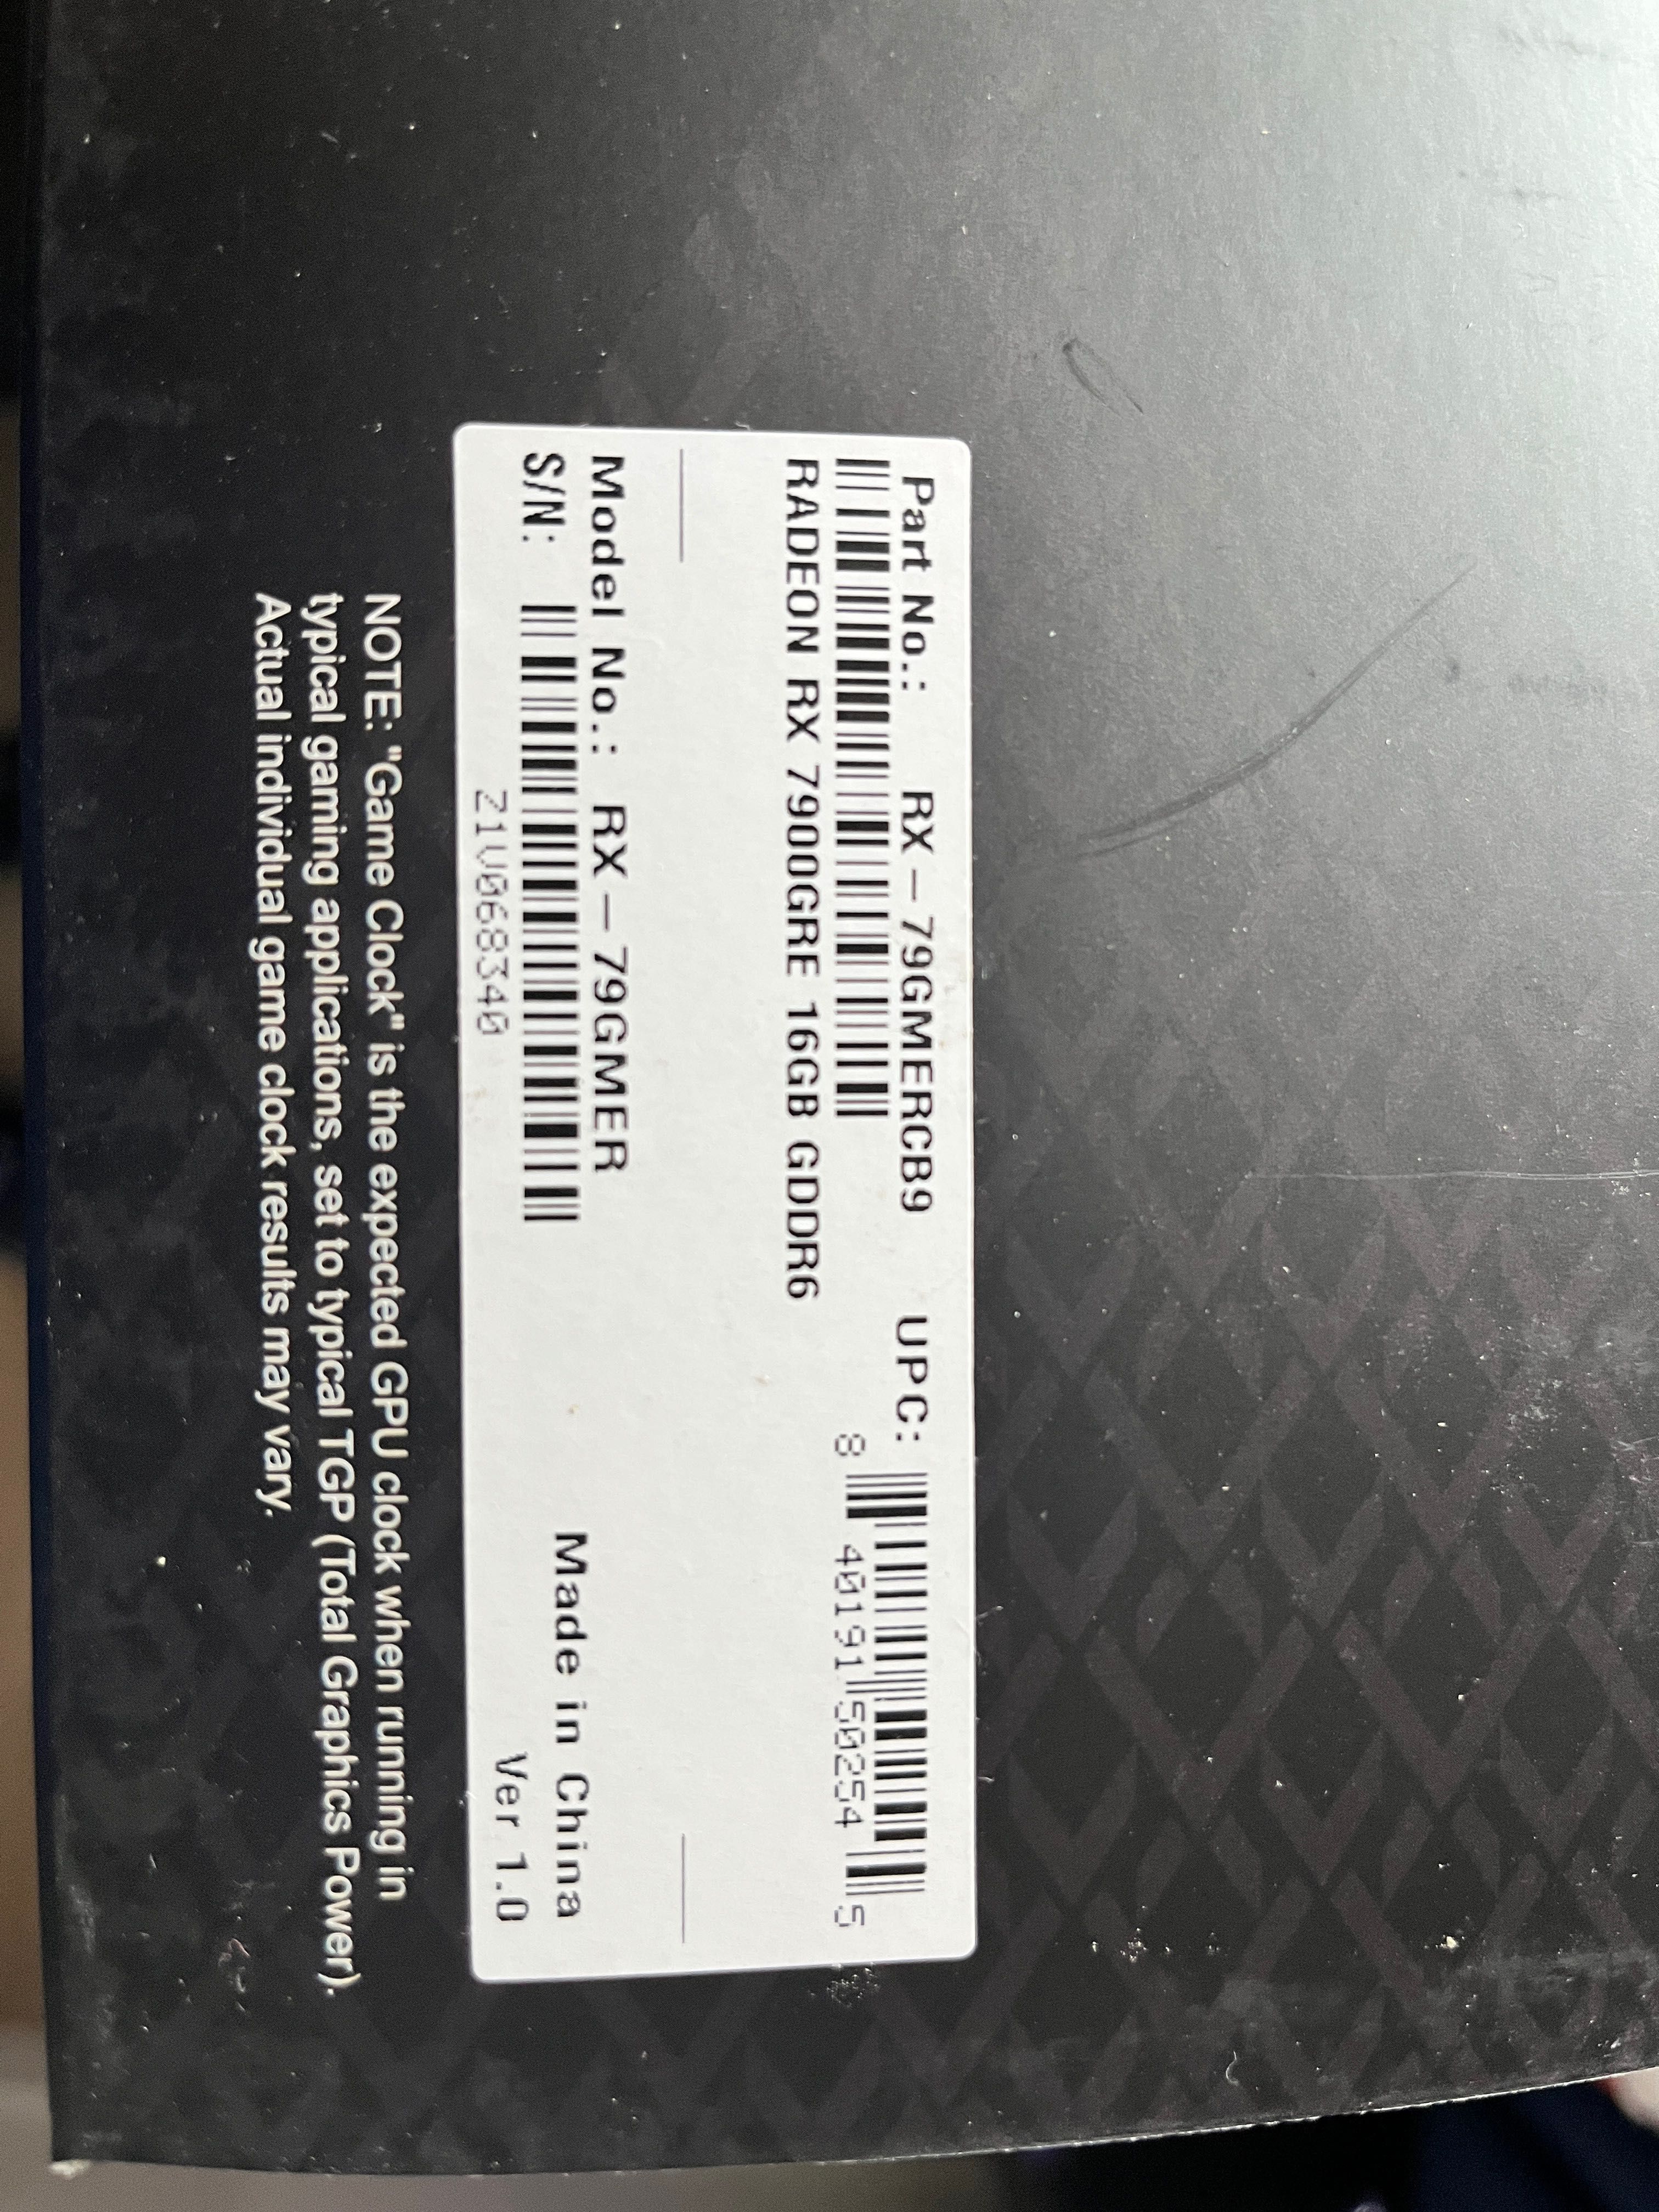 Part No.: RX-79GMERCB9 UPC:
8 40191 50254 5
RADEON RX 7900GRE 16GB GDDR6
Model No.: RX-79GMER
S/N:
Z1V068340
Made in China
Ver 1.0
NOTE: "Game Clock" is the expected GPU clock when running in
typical gaming applications, set to typical TGP (Total Graphics Power).
Actual individual game clock results may vary.